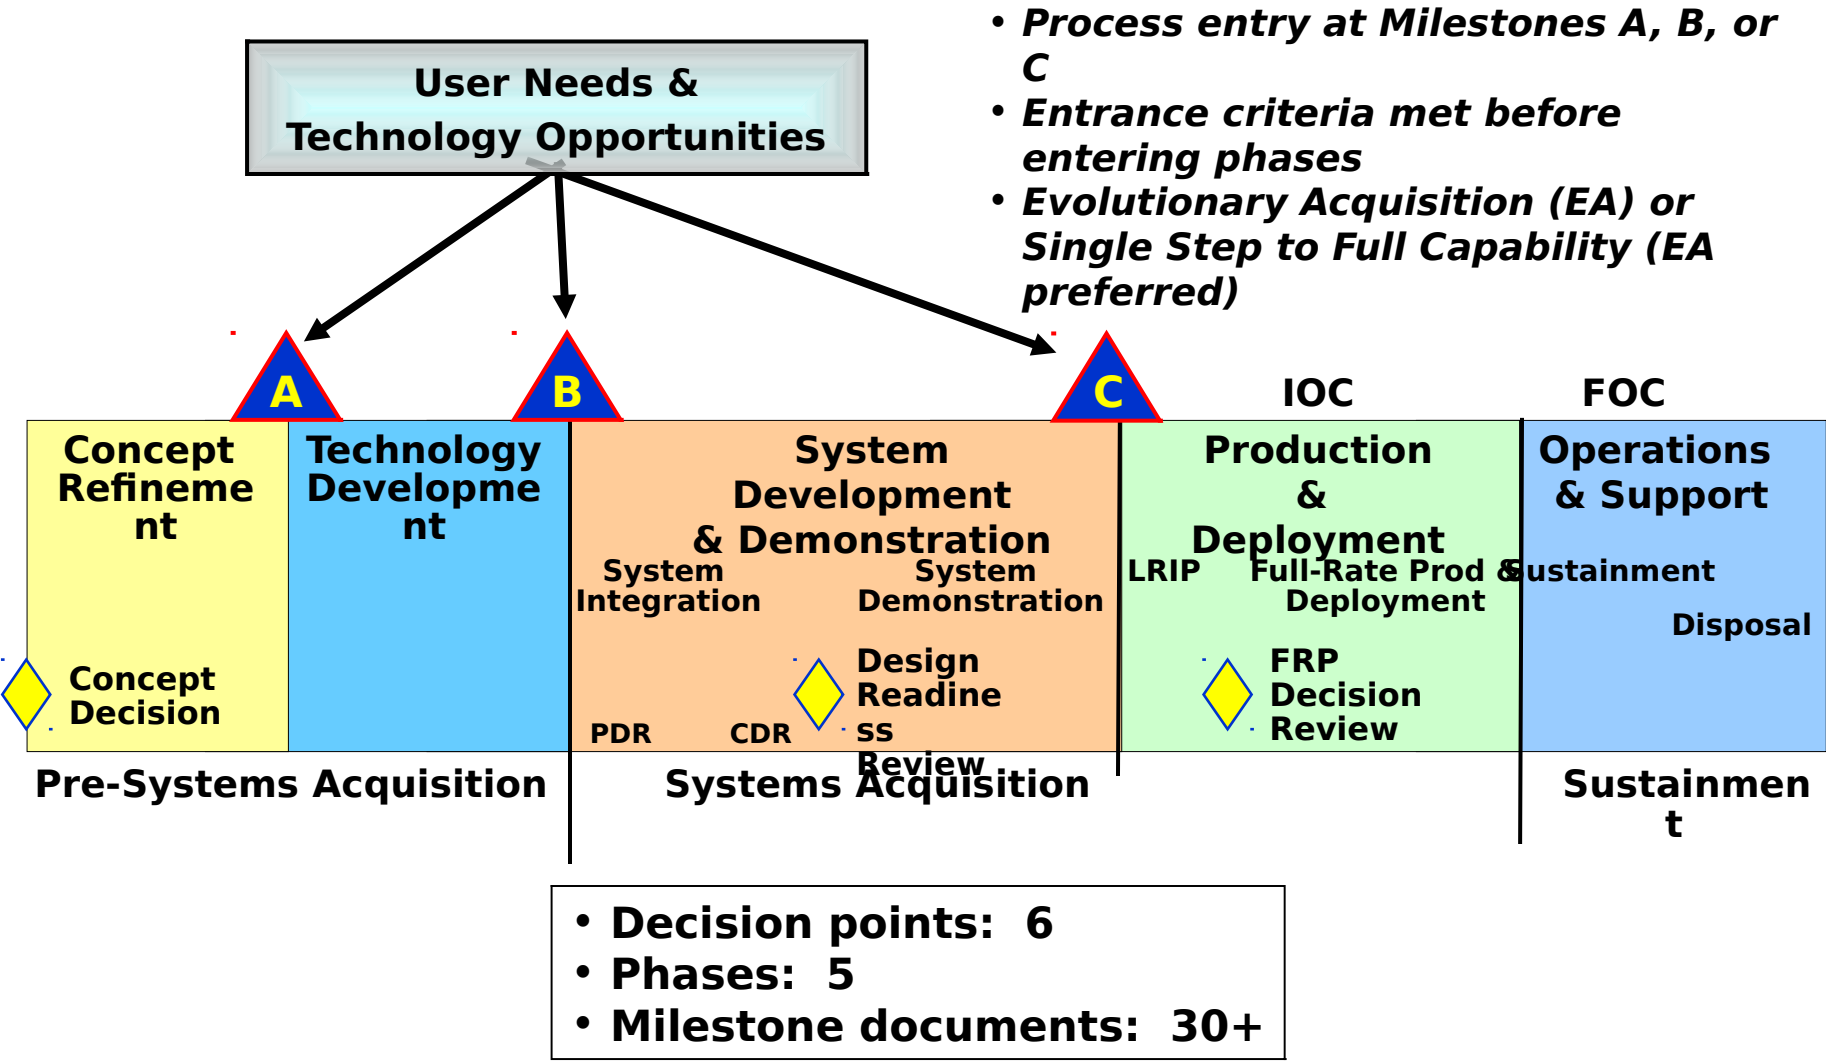 • Process entry at Milestones A, B, or
C
• Entrance criteria met before
entering phases
• Evolutionary Acquisition (EA) or
Single Step to Full Capability (EA
preferred)
User Needs &
Technology Opportunities
A
B
C
IOC
FOC
Concept
Refineme
nt
Technology
Developme
nt
System
Development
& Demonstration
Production
&
Deployment
Operations
& Support
System
Integration
System
Demonstration
LRIP
Full-Rate Prod &
Deployment
Sustainment
Disposal
Concept
Decision
PDR
CDR
Design
Readine
ss
Review
FRP
Decision
Review
Pre-Systems Acquisition
Systems Acquisition
Sustainmen
t
• Decision points: 6
• Phases: 5
• Milestone documents: 30+